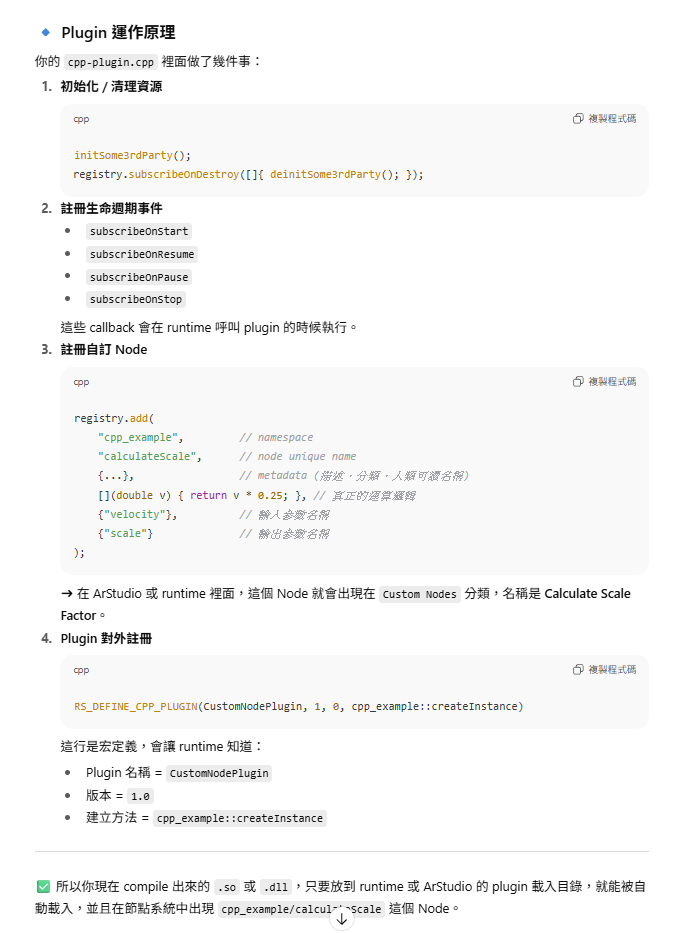 Plugin 運作原理
你的 cpp-plugin.cpp 裡面做了幾件事：
1. 初始化 / 清理資源
cpp
複製程式碼
initSome3rdParty();
registry.subscribeOnDestroy([]{ deinitSome3rdParty(); });
2. 註冊生命週期事件
• subscribeOnStart
• subscribeOnResume
• subscribeOnPause
• subscribeOnStop
這些 callback 會在 runtime 呼叫 plugin 的時候執行。
3. 註冊自訂 Node
cpp
複製程式碼
registry.add(
"cpp_example", // namespace
"calculateScale", // node unique name
{...}, // metadata (描述、分類、人類可讀名稱)
[](double v) { return v * 0.25; }, // 真正的運算邏輯
{"velocity"}, // 輸入參數名稱
{"scale"} // 輸出參數名稱
);
➜ 在 ArStudio 或 runtime 裡面，這個 Node 就會出現在 Custom Nodes 分類，名稱是 Calculate Scale
Factor。
4. Plugin 對外註冊
cpp
複製程式碼
RS_DEFINE_CPP_PLUGIN(CustomNodePlugin, 1, 0, cpp_example::createInstance)
這行是宏定義，會讓 runtime 知道：
• Plugin 名稱 = CustomNodePlugin
• 版本 = 1.0
• 建立方法 = cpp_example::createInstance
✅ 所以你現在 compile 出來的 .so 或 .dll，只要放到 runtime 或 ArStudio 的 plugin 載入目錄，就能被自
動載入，並且在節點系統中出現 cpp_example/calculateScale 這個 Node。